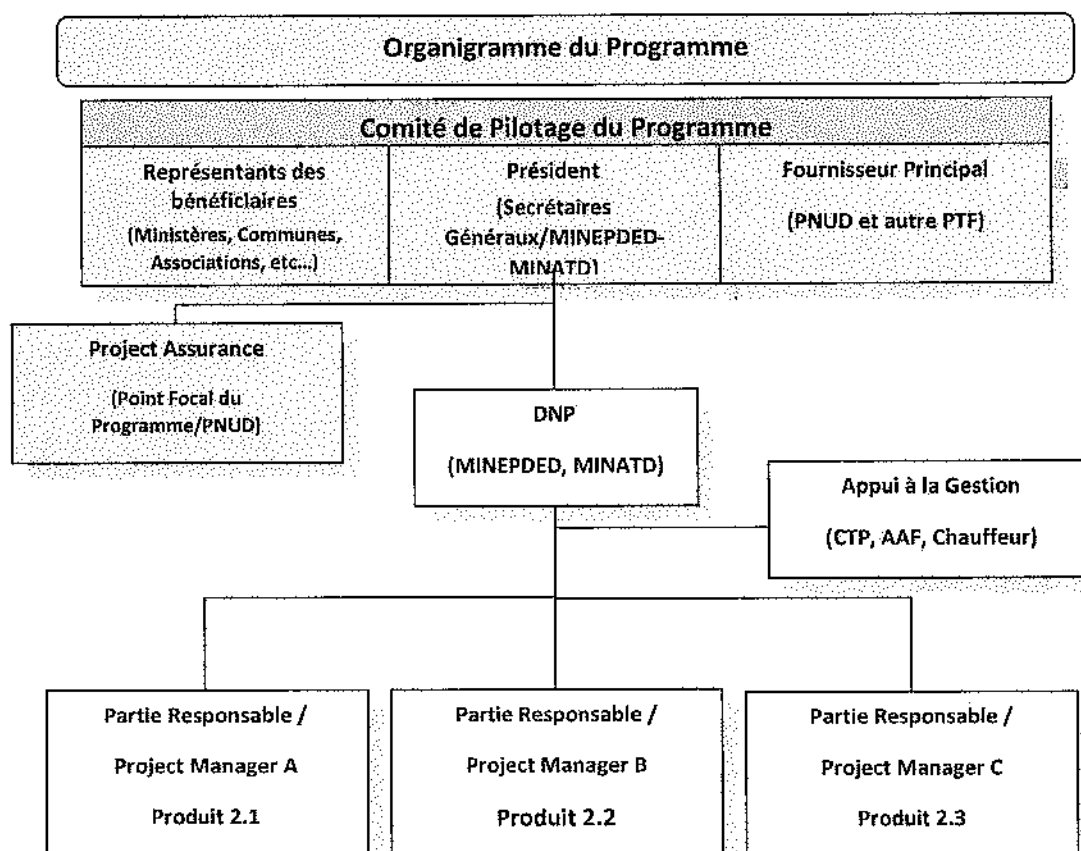 Organigramme du Programme
Comité de Pilotage du Programme
Représentants des
bénéficiaires
(Ministères, Communes,
Associations, etc...)
Président
(Secrétaires
Généraux/MINEPDED-
MINATD)
Fournisseur Principal
(PNUD et autre PTF)
Project Assurance
(Point Focal du
Programme/PNUD)
DNP
(MINEPDED, MINATD)
Appui à la Gestion
(CTP, AAF, Chauffeur)
Partie Responsable /
Project Manager A
Produit 2.1
Partie Responsable /
Project Manager B
Produit 2.2
Partie Responsable /
Project Manager C
Produit 2.3